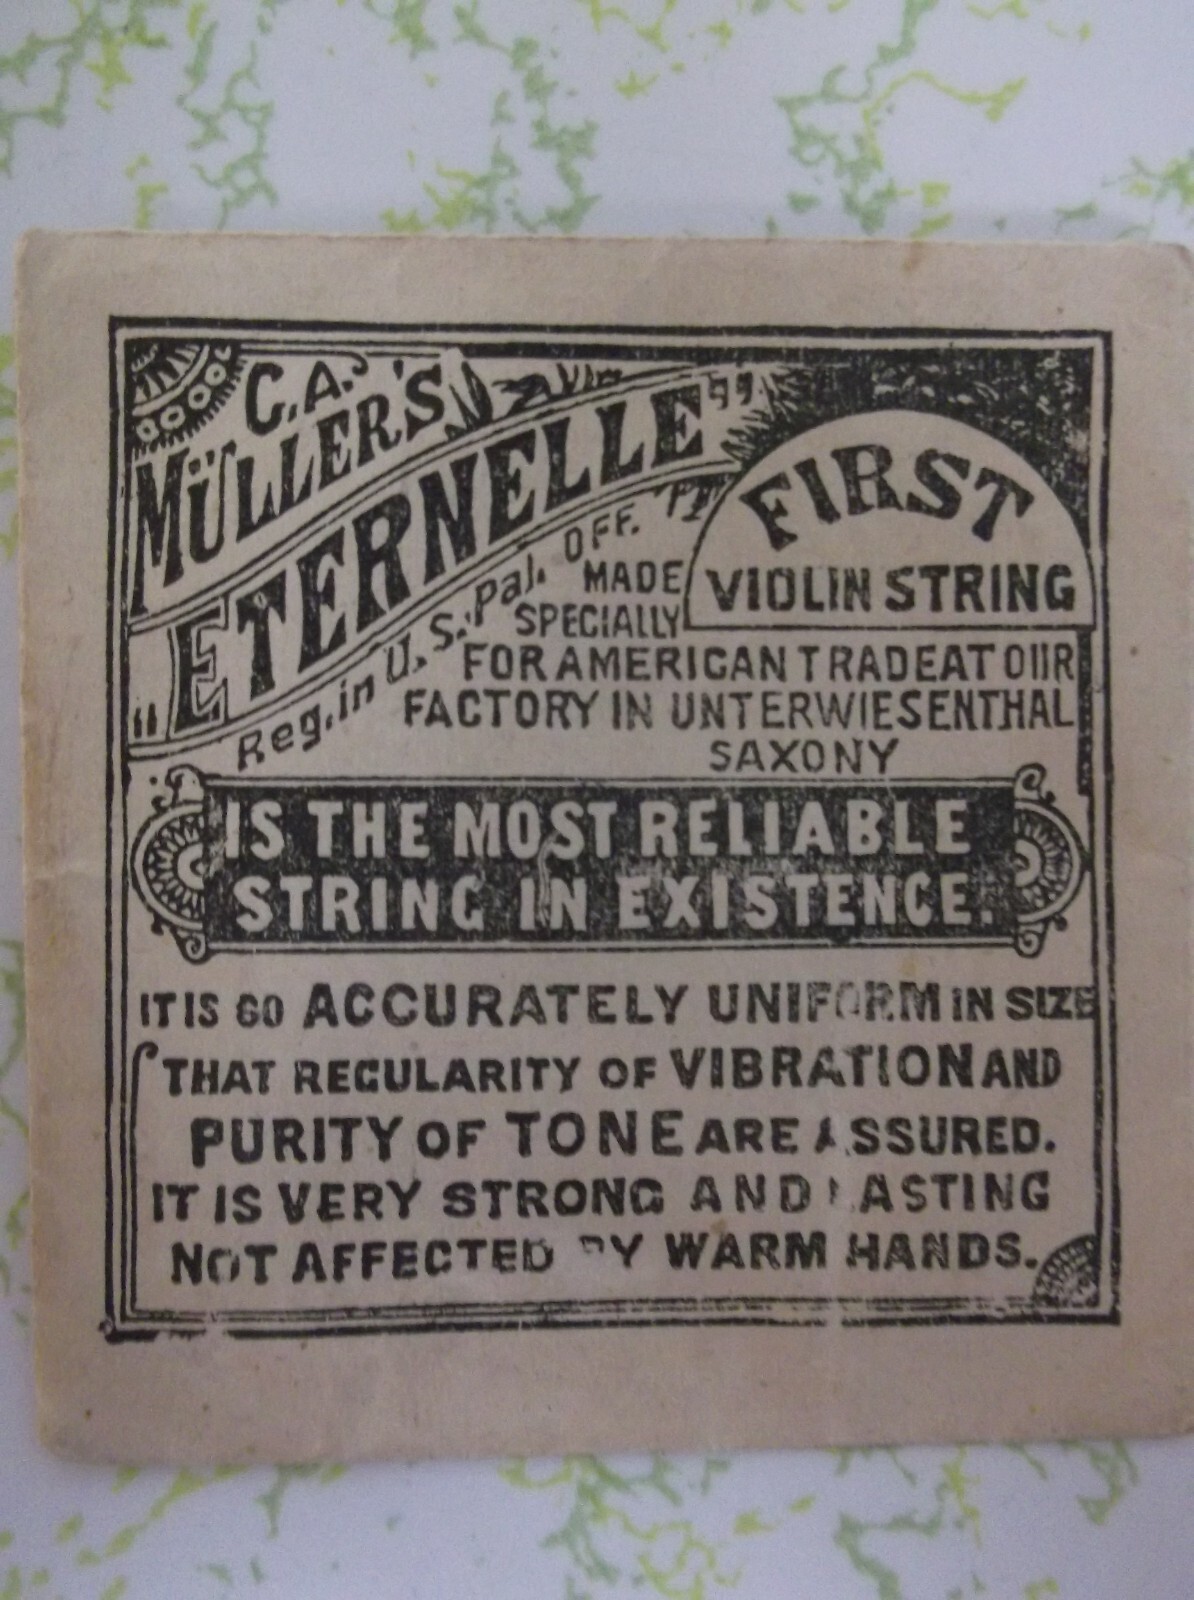 C.A.
MÜLLER'S
"ETERNELLE"
Reg. in U.S. Pat. OFF.
FIRST
VIOLIN STRING
MADE
SPECIALLY
FOR AMERICAN TRADE AT OUR
FACTORY IN UNTERWIESENTHAL
SAXONY
IS THE MOST RELIABLE
STRING IN EXISTENCE.
IT IS SO ACCURATELY UNIFORM IN SIZE
THAT REGULARITY OF VIBRATION AND
PURITY OF TONE ARE ASSURED.
IT IS VERY STRONG AND LASTING
NOT AFFECTED BY WARM HANDS.